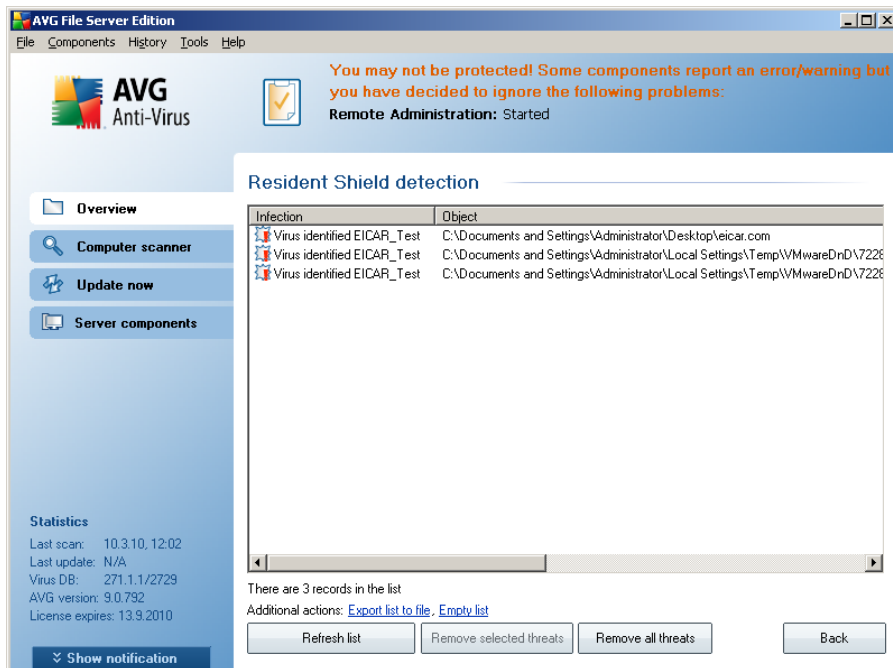 AVG File Server Edition
File Components History Tools Help
AVG
Anti-Virus
You may not be protected! Some components report an error/warning but
you have decided to ignore the following problems:
Remote Administration: Started
Overview
Computer scanner
Update now
Server components
Resident Shield detection
Infection Object
Virus identified EICAR_Test C:\Documents and Settings\Administrator\Desktop\eicar.com
Virus identified EICAR_Test C:\Documents and Settings\Administrator\Local Settings\Temp\VMwareDnD\7228
Virus identified EICAR_Test C:\Documents and Settings\Administrator\Local Settings\Temp\VMwareDnD\7228
Statistics
Last scan: 10.3.10, 12:02
Last update: N/A
Virus DB: 271.1.1/2729
AVG version: 9.0.792
License expires: 13.9.2010
Show notification
There are 3 records in the list
Additional actions: Export list to file, Empty list
Refresh list Remove selected threats Remove all threats Back